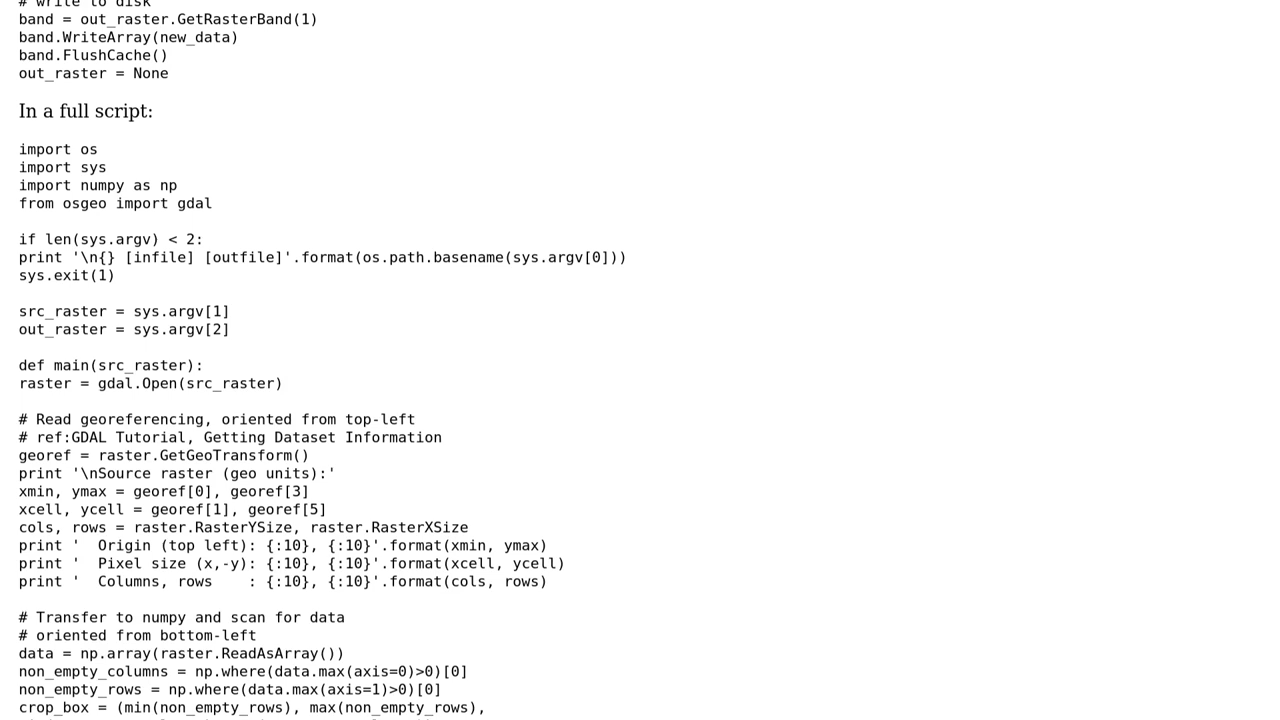 # write to disk
band = out_raster.GetRasterBand(1)
band.WriteArray(new_data)
band.FlushCache()
out_raster = None
In a full script:
import os
import sys
import numpy as np
from osgeo import gdal
if len(sys.argv) < 2:
print '\n{} [infile] [outfile]'.format(os.path.basename(sys.argv[0]))
sys.exit(1)
src_raster = sys.argv[1]
out_raster = sys.argv[2]
def main(src_raster):
raster = gdal.Open(src_raster)
# Read georeferencing, oriented from top-left
# ref:GDAL Tutorial, Getting Dataset Information
georef = raster.GetGeoTransform()
print '\nSource raster (geo units):'
xmin, ymax = georef[0], georef[3]
xcell, ycell = georef[1], georef[5]
cols, rows = raster.RasterYSize, raster.RasterXSize
print '  Origin (top left): {:10}, {:10}'.format(xmin, ymax)
print '  Pixel size (x,-y): {:10}, {:10}'.format(xcell, ycell)
print '  Columns, rows    : {:10}, {:10}'.format(cols, rows)
# Transfer to numpy and scan for data
# oriented from bottom-left
data = np.array(raster.ReadAsArray())
non_empty_columns = np.where(data.max(axis=0)>0)[0]
non_empty_rows = np.where(data.max(axis=1)>0)[0]
crop_box = (min(non_empty_rows), max(non_empty_rows),